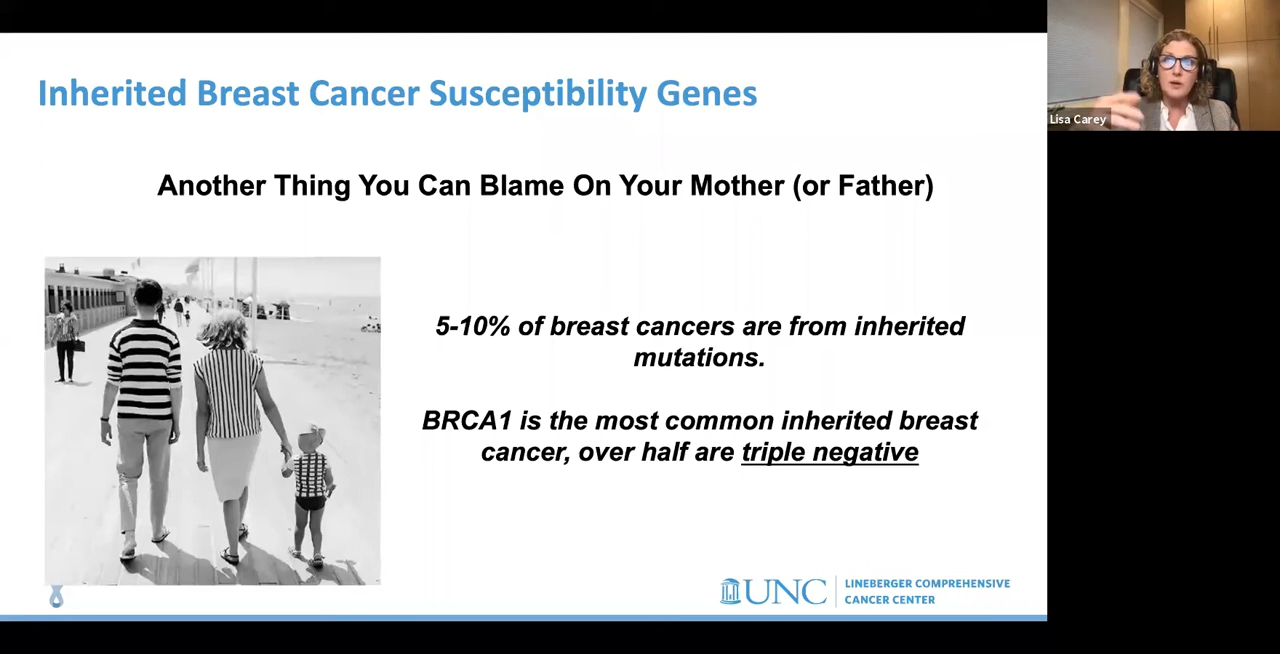 Inherited Breast Cancer Susceptibility Genes
Another Thing You Can Blame On Your Mother (or Father)
5-10% of breast cancers are from inherited
mutations.
BRCA1 is the most common inherited breast
cancer, over half are triple negative
UNC
LINEBERGER COMPREHENSIVE
CANCER CENTER
Lisa Carey